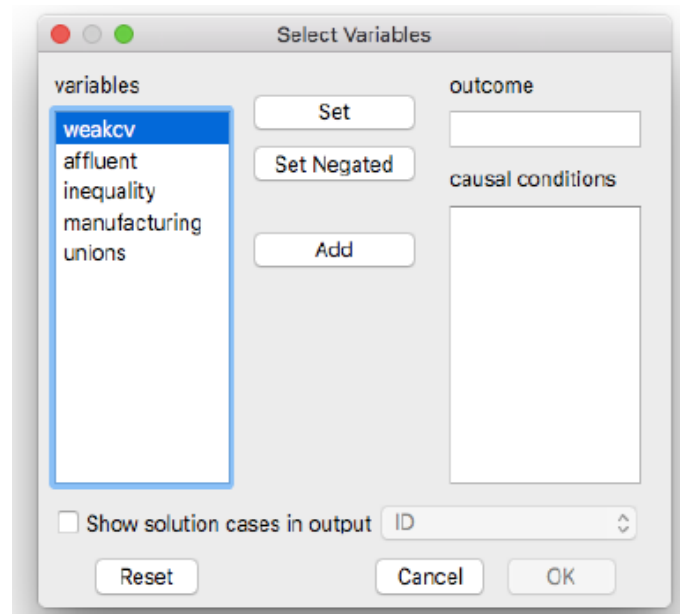 Select Variables
variables
weakcv
affluent
inequality
manufacturing
unions
Set
Set Negated
Add
outcome
causal conditions
Show solution cases in output ID
Reset Cancel OK